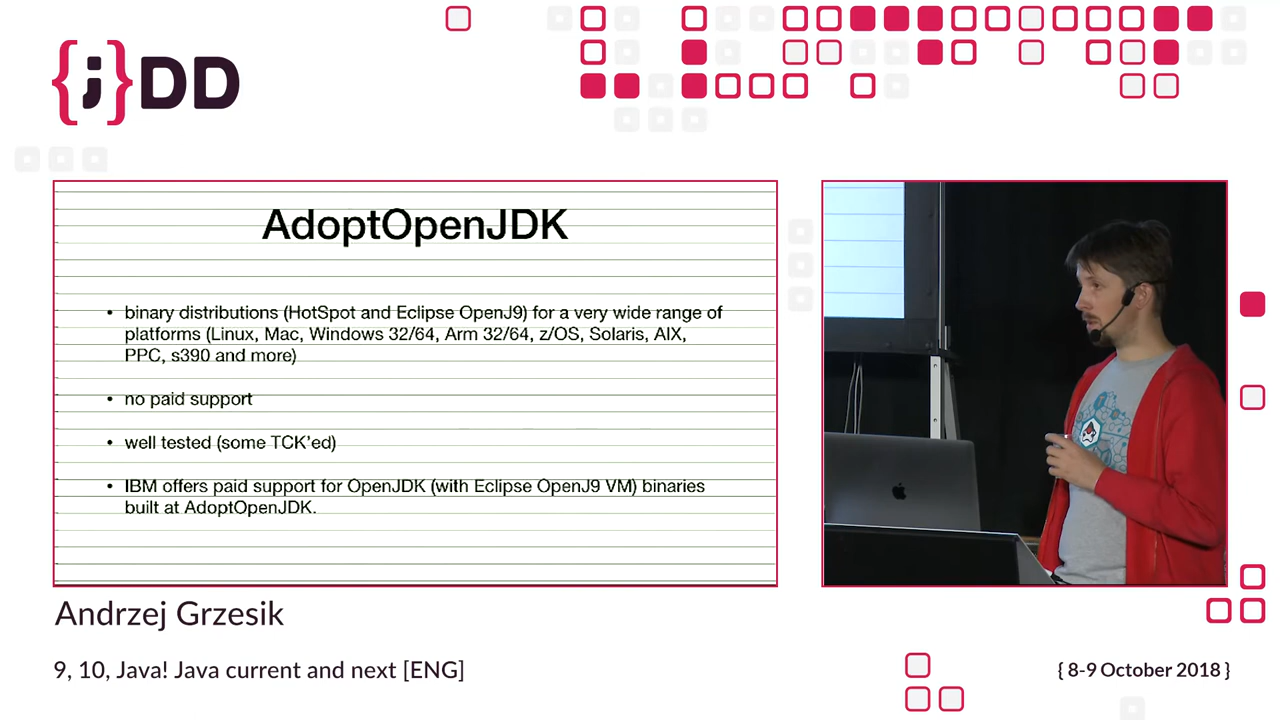 {j}DD
AdoptOpenJDK
• binary distributions (HotSpot and Eclipse OpenJ9) for a very wide range of
platforms (Linux, Mac, Windows 32/64, Arm 32/64, z/OS, Solaris, AIX,
PPC, s390 and more)
• no paid support
• well tested (some TCK'ed)
• IBM offers paid support for OpenJDK (with Eclipse OpenJ9 VM) binaries
built at AdoptOpenJDK.
Andrzej Grzesik
9, 10, Java! Java current and next [ENG]
{ 8-9 October 2018 }